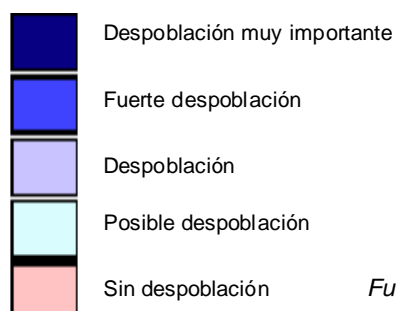 Despoblación muy importante
Fuerte despoblación
Despoblación
Posible despoblación
Sin despoblación Fu